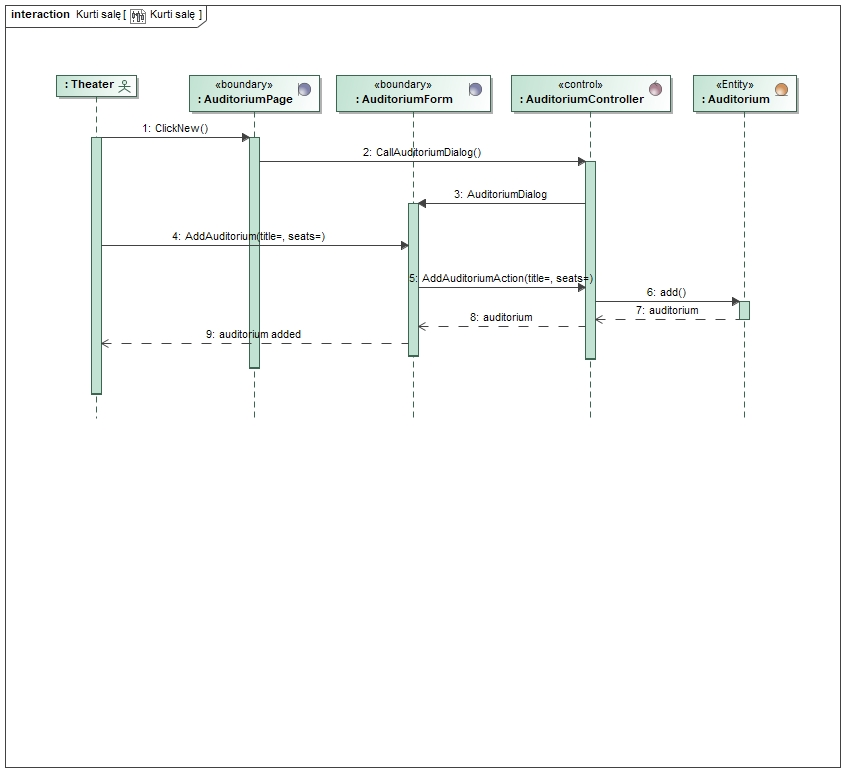 interaction Kurti salę [ Kurti salę ]
: Theater
«boundary»
: AuditoriumPage
«boundary»
: AuditoriumForm
«control»
: AuditoriumController
«Entity»
: Auditorium
1: ClickNew()
2: CallAuditoriumDialog()
3: AuditoriumDialog
4: AddAuditorium(title=, seats=)
5: AddAuditoriumAction(title=, seats=)
6: add()
7: auditorium
8: auditorium
9: auditorium added